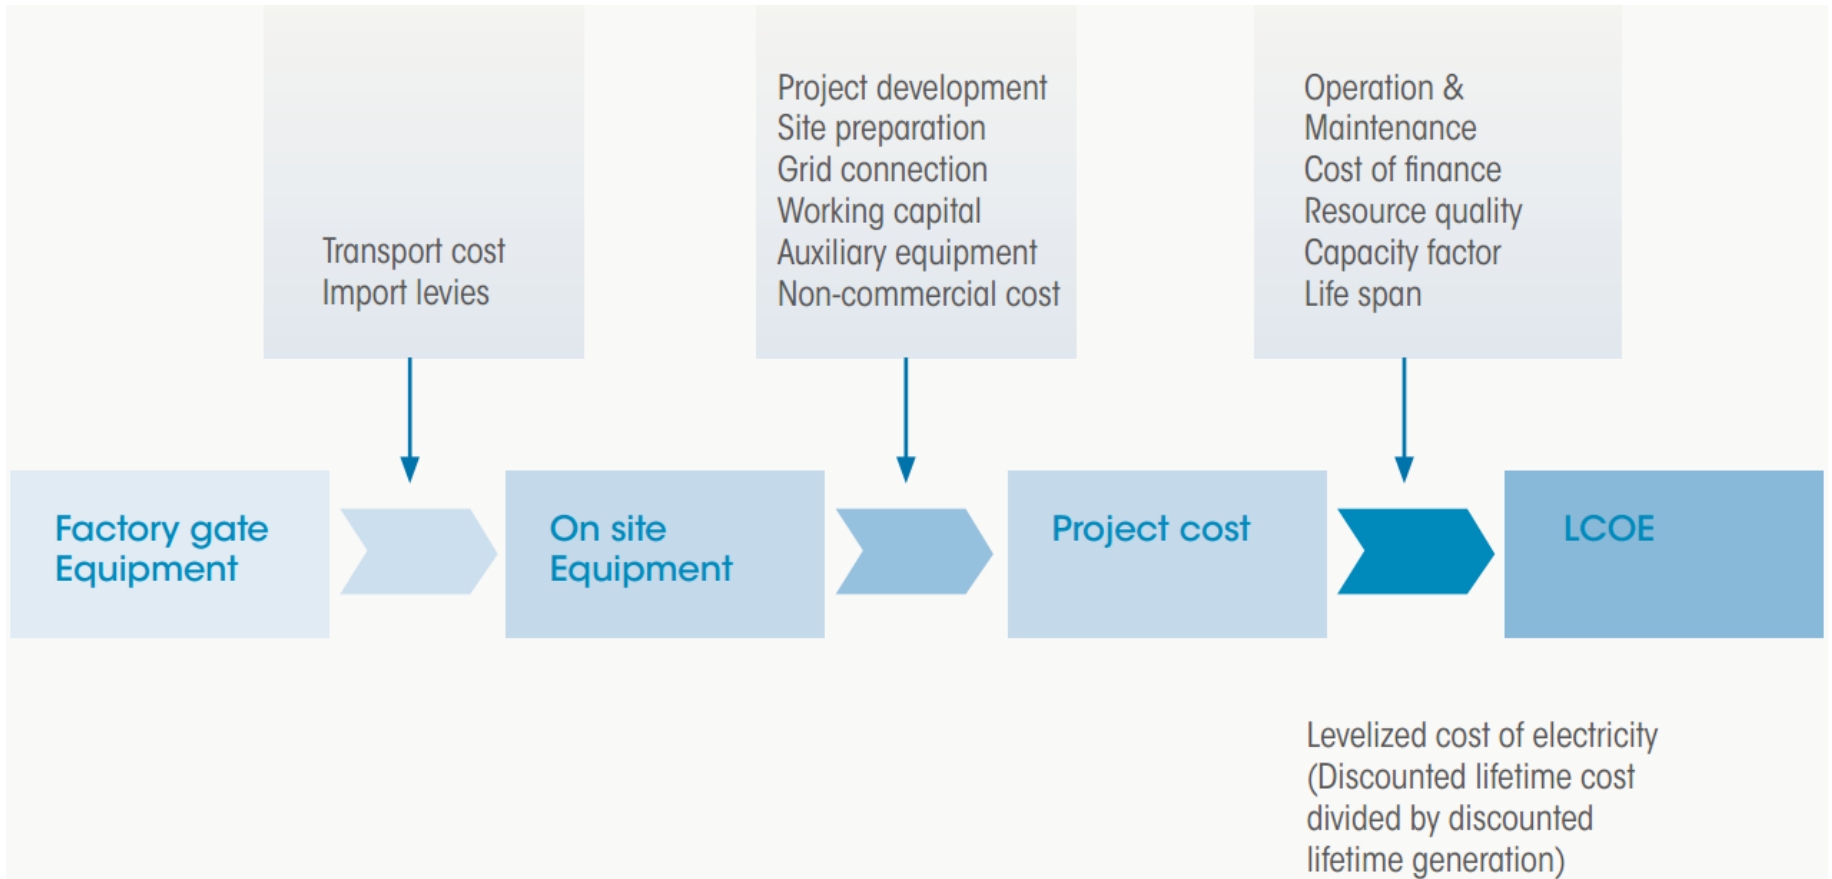 Transport cost
Import levies
Project development
Site preparation
Grid connection
Working capital
Auxiliary equipment
Non-commercial cost
Operation &
Maintenance
Cost of finance
Resource quality
Capacity factor
Life span
Factory gate
Equipment
On site
Equipment
Project cost
LCOE
Levelized cost of electricity
(Discounted lifetime cost
divided by discounted
lifetime generation)